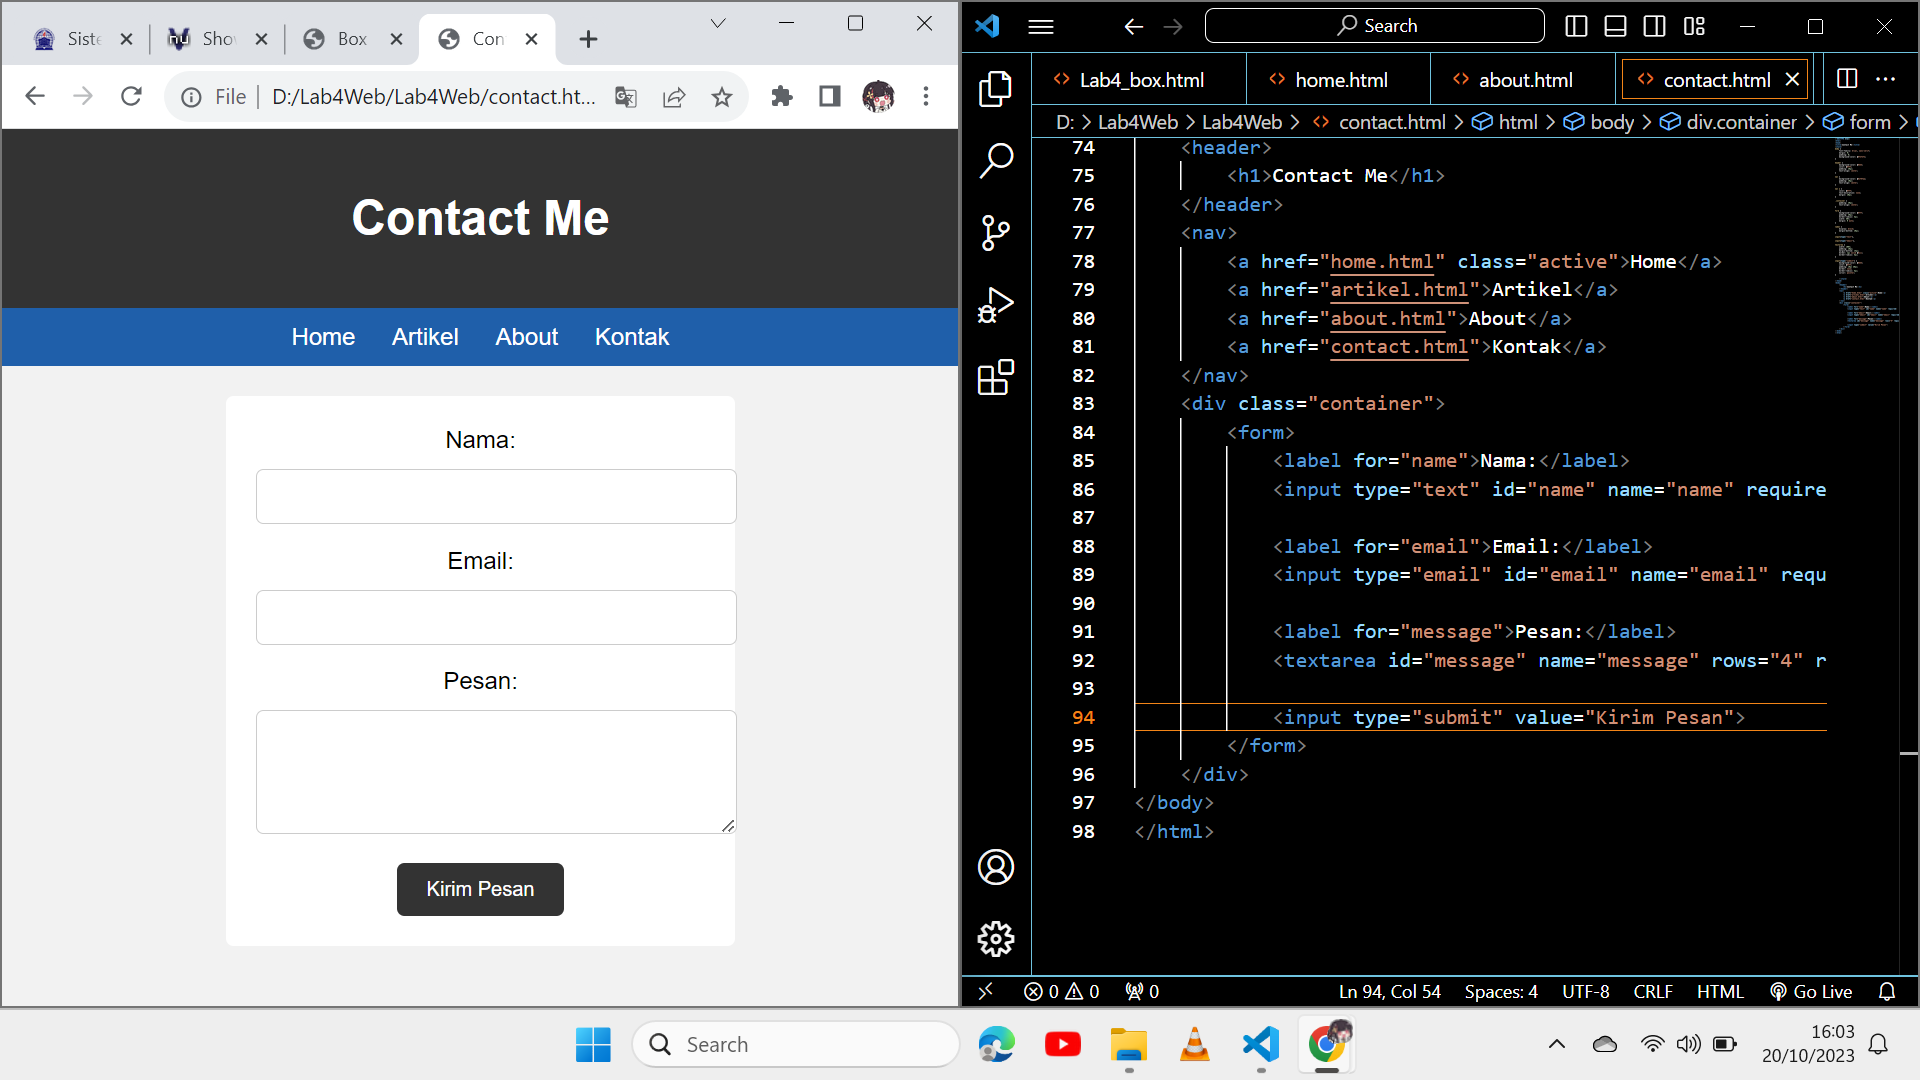 Siste
Sho
Box
Con
File
D:/Lab4Web/Lab4Web/contact.ht...
Contact Me
Home Artikel About Kontak
Nama:
Email:
Pesan:
Kirim Pesan
Search
Lab4_box.html
home.html
about.html
contact.html
D: > Lab4Web > Lab4Web > contact.html > html > body > div.container > form >
74 <header>
75 <h1>Contact Me</h1>
76 </header>
77 <nav>
78 <a href="home.html" class="active">Home</a>
79 <a href="artikel.html">Artikel</a>
80 <a href="about.html">About</a>
81 <a href="contact.html">Kontak</a>
82 </nav>
83 <div class="container">
84 <form>
85 <label for="name">Nama:</label>
86 <input type="text" id="name" name="name" require
87
88 <label for="email">Email:</label>
89 <input type="email" id="email" name="email" requ
90
91 <label for="message">Pesan:</label>
92 <textarea id="message" name="message" rows="4" r
93
94 <input type="submit" value="Kirim Pesan">
95 </form>
96 </div>
97 </body>
98 </html>
0 0 0 Ln 94, Col 54 Spaces: 4 UTF-8 CRLF HTML Go Live
Search
16:03
20/10/2023